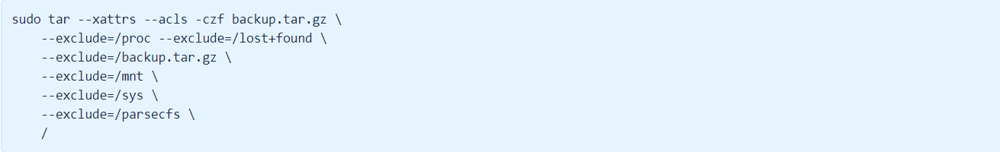 sudo tar --xattrs --acls -czf backup.tar.gz \
--exclude=/proc --exclude=/lost+found \
--exclude=/backup.tar.gz \
--exclude=/mnt \
--exclude=/sys \
--exclude=/parsecfs \
/